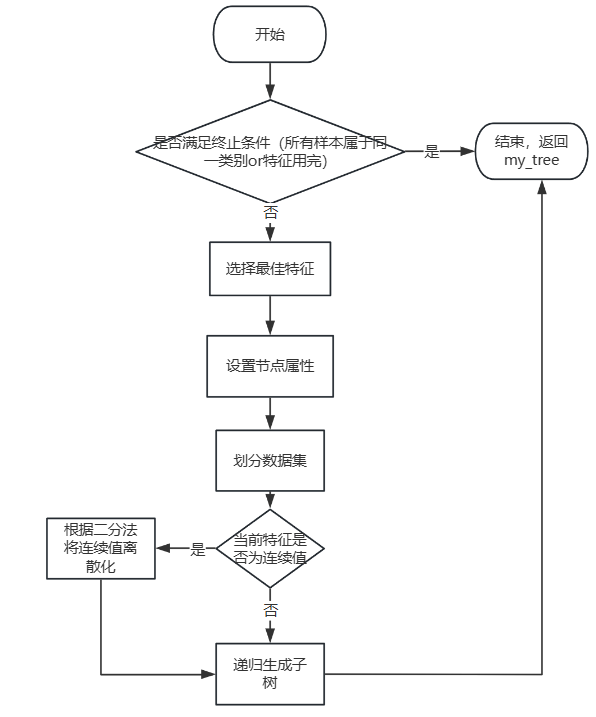 开始
是否满足终止条件（所有样本属于同
一类别or特征用完）
是
结束，返回
my_tree
否
选择最佳特征
设置节点属性
划分数据集
当前特征是
否为连续值
是
根据二分法
将连续值离
散化
否
递归生成子
树